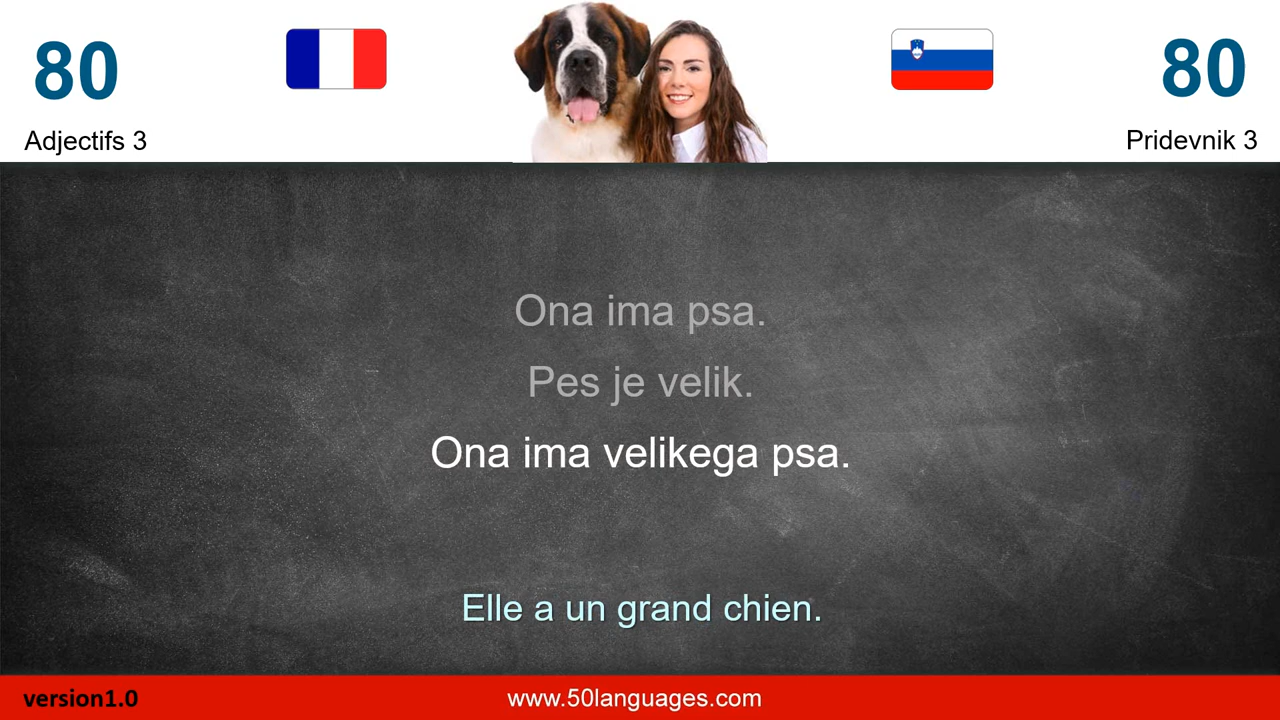 80
80
Adjectifs 3
Pridevnik 3
Ona ima psa.
Pes je velik.
Ona ima velikega psa.
Elle a un grand chien.
version1.0
www.50languages.com